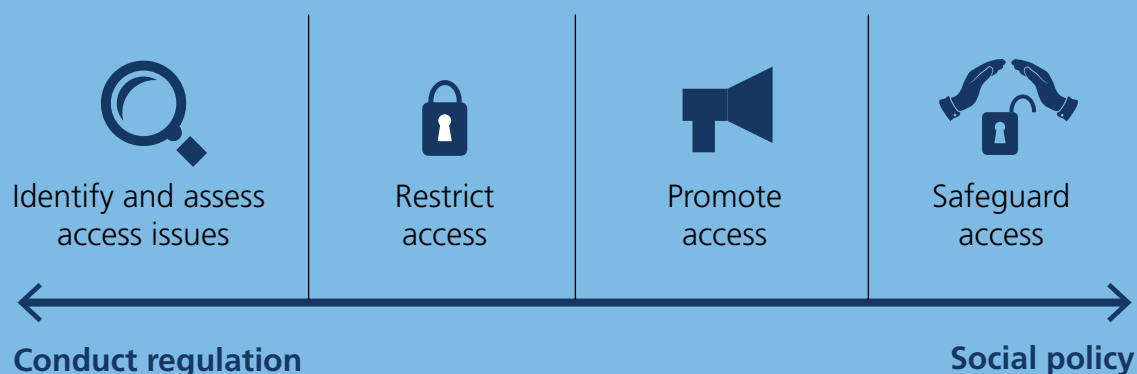 Identify and assess
access issues
Restrict
access
Promote
access
Safeguard
access
Conduct regulation
Social policy